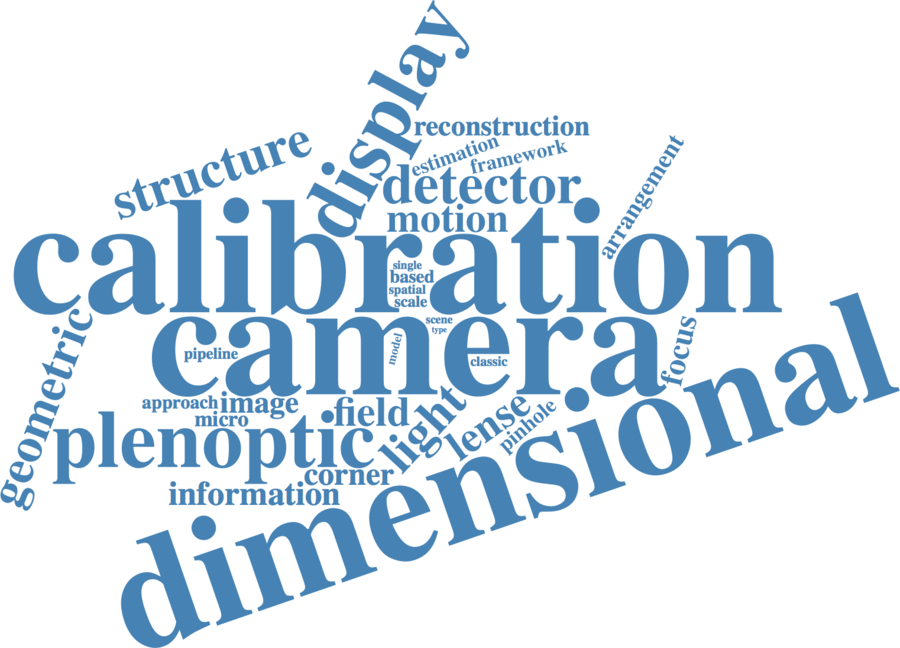 display
reconstruction
structure
estimation
framework
detector
arrangement
motion
calibration
single
based
spatial
scale
scene
type
camera
pipeline
model
classic
focus
geometric
approach
image
micro
field
light
lense
pinhole
plenoptic
corner
information
dimensional